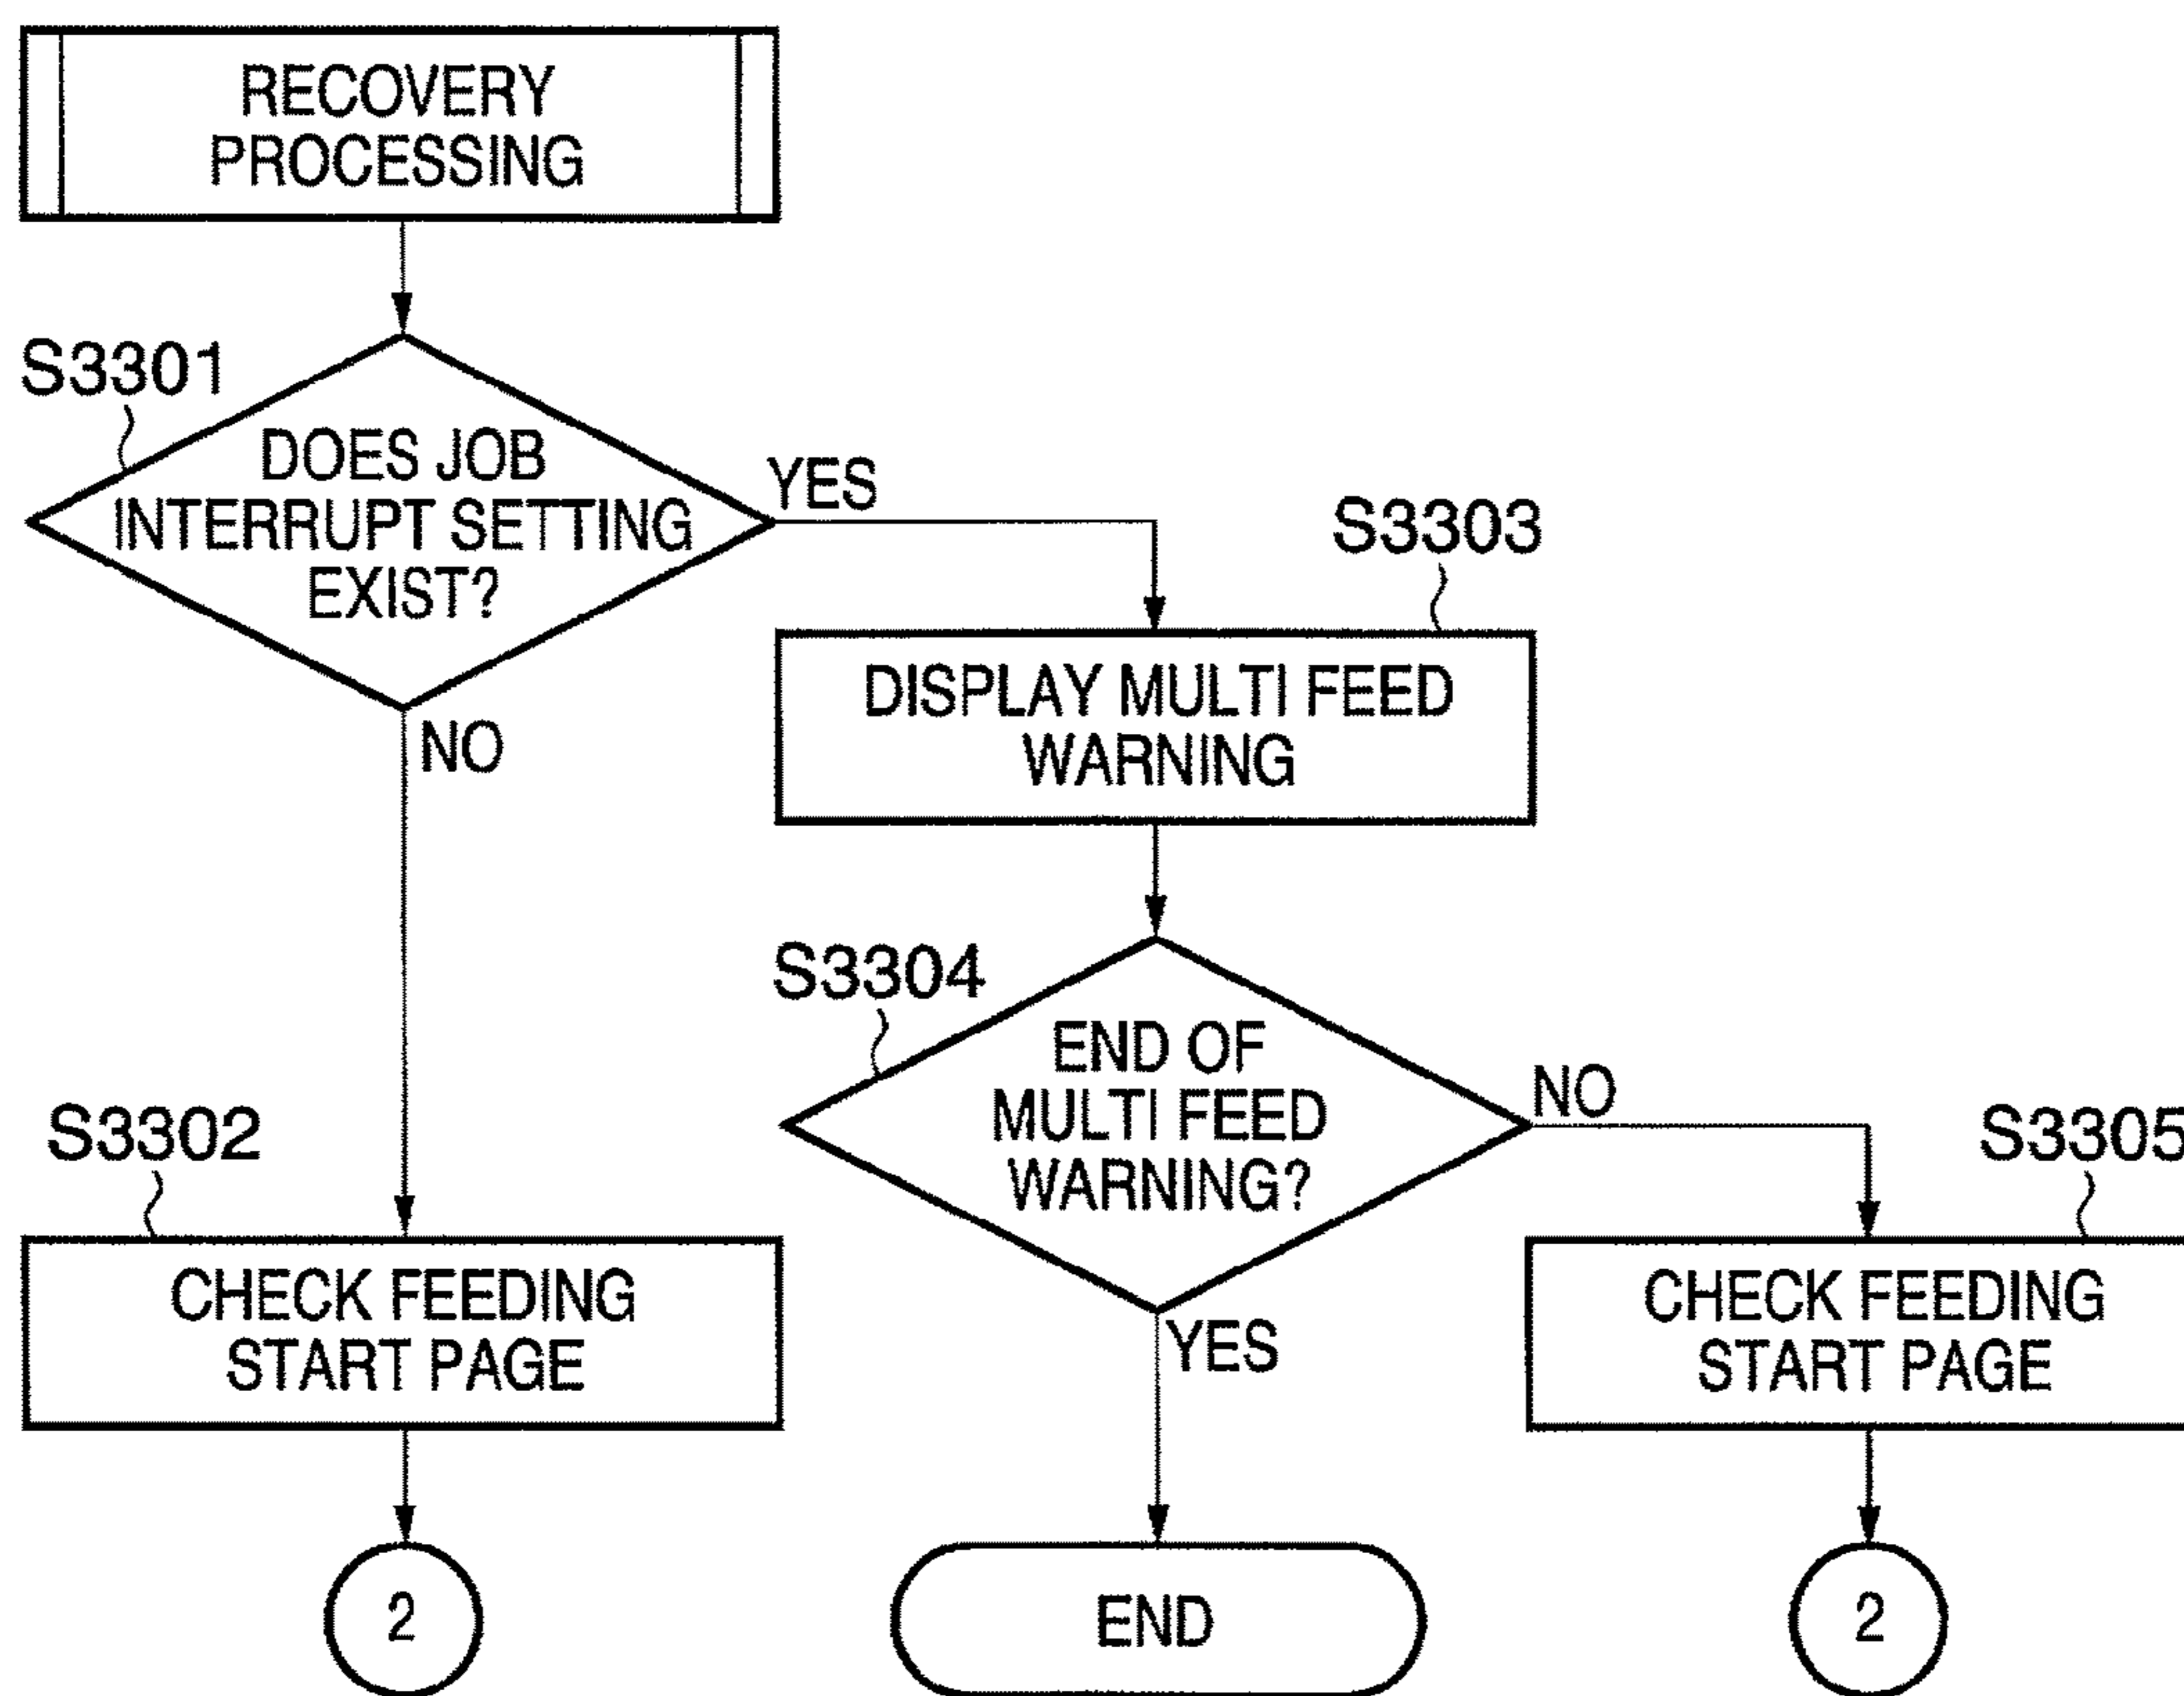 RECOVERY
PROCESSING
S3301
DOES JOB
INTERRUPT SETTING
EXIST?
YES
NO
S3303
DISPLAY MULTI FEED
WARNING
S3304
END OF
MULTI FEED
WARNING?
NO
YES
S3302
CHECK FEEDING
START PAGE
S3305
CHECK FEEDING
START PAGE
2
END
2